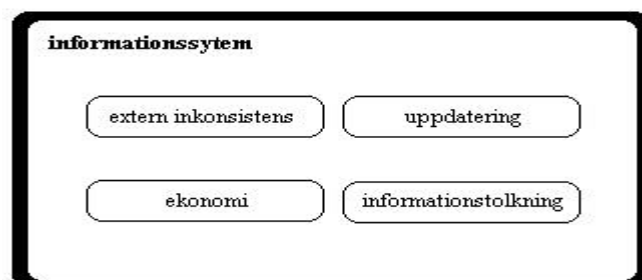 informationssytem
extern inkonsistens
uppdatering
ekonomi
informationstolkning